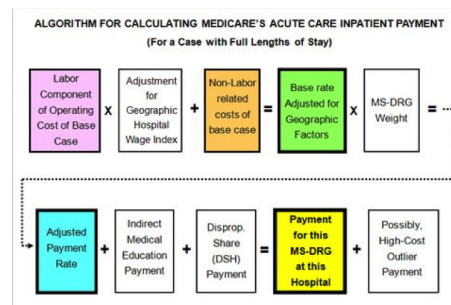 ALGORITHM FOR CALCULATING MEDICARE'S ACUTE CARE INPATIENT PAYMENT
(For a Case with Full Lengths of Stay)
Labor
Component
of Operating
Cost of Base
Case
X
Adjustment
for
Geographic
Hospital
Wage Index
+
Non-Labor
related
costs of
base case
=
Base rate
Adjusted for
Geographic
Factors
X
MS-DRG
Weight
=
Adjusted
Payment
Rate
+
Indirect
Medical
Education
Payment
+
Disprop.
Share
(DSH)
Payment
=
Payment
for this
MS-DRG
at this
Hospital
+
Possibly,
High-Cost
Outlier
Payment